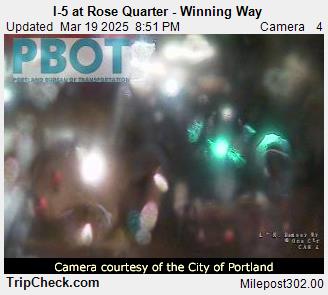 I-5 at Rose Quarter - Winning Way
Updated Mar 19 2025 8:51 PM Camera 4
PBOT
PORTLAND BUREAU OF TRANSPORTATION
Camera courtesy of the City of Portland
TripCheck.com Milepost302.00